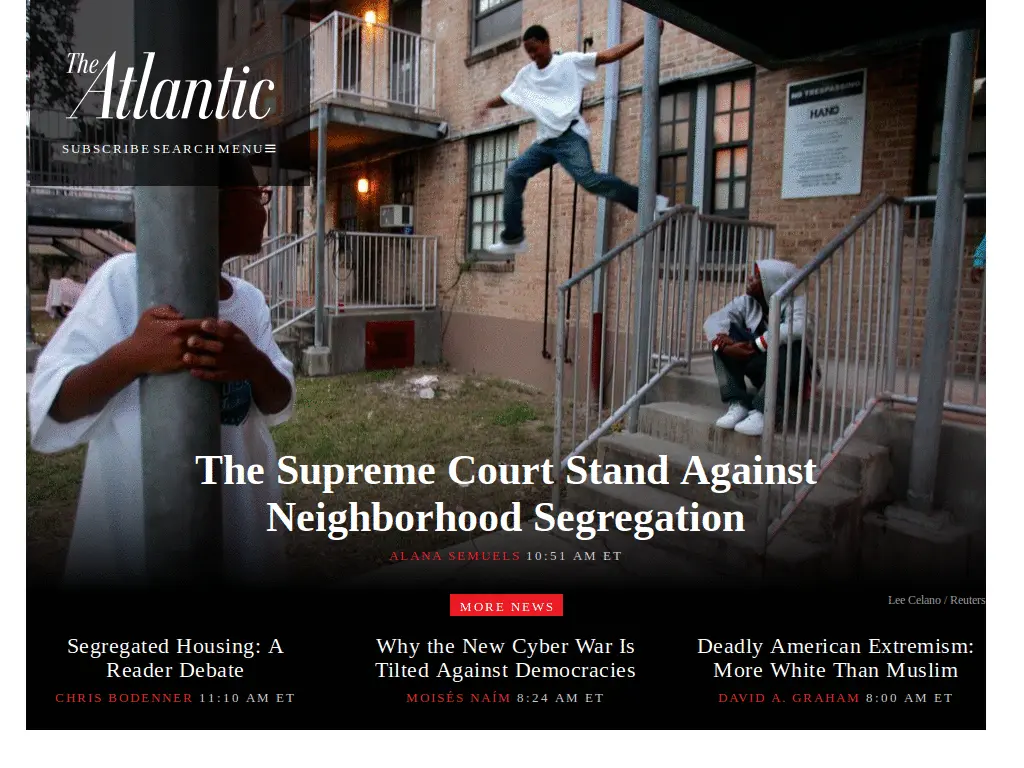 The Atlantic
SUBSCRIBE SEARCH MENU
NO TRESPASSING
HANO
The Supreme Court Stand Against
Neighborhood Segregation
ALANA SEMUELS 10:51 AM ET
MORE NEWS
Lee Celano / Reuters
Segregated Housing: A
Reader Debate
CHRIS BODENNER 11:10 AM ET
Why the New Cyber War Is
Tilted Against Democracies
MOISÉS NAÍM 8:24 AM ET
Deadly American Extremism:
More White Than Muslim
DAVID A. GRAHAM 8:00 AM ET